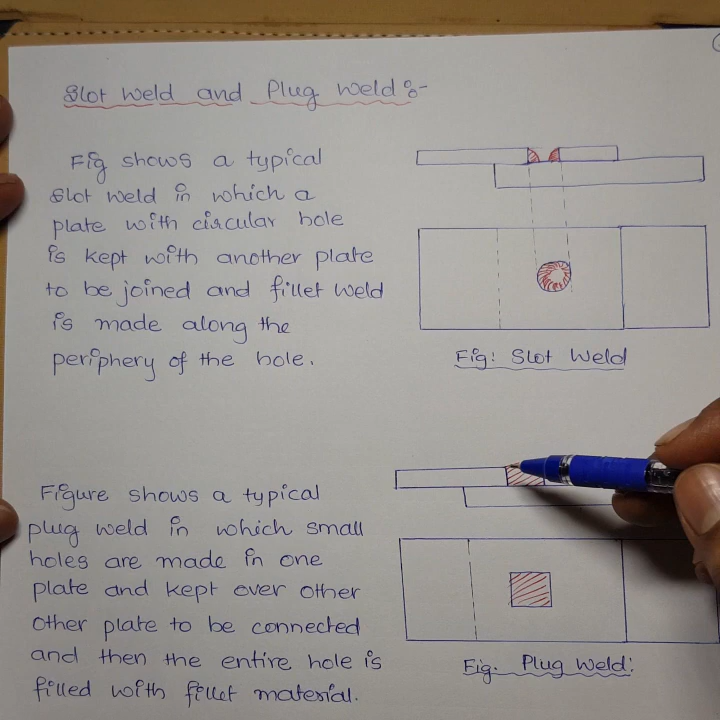 Slot Weld and Plug Weld :-
Fig shows a typical
slot weld in which a
plate with circular hole
is kept with another plate
to be joined and fillet weld
is made along the
periphery of the hole.
Fig: Slot Weld
Figure shows a typical
plug weld in which small
holes are made in one
plate and kept over other
other plate to be connected
and then the entire hole is
filled with fillet material.
Fig. Plug Weld: